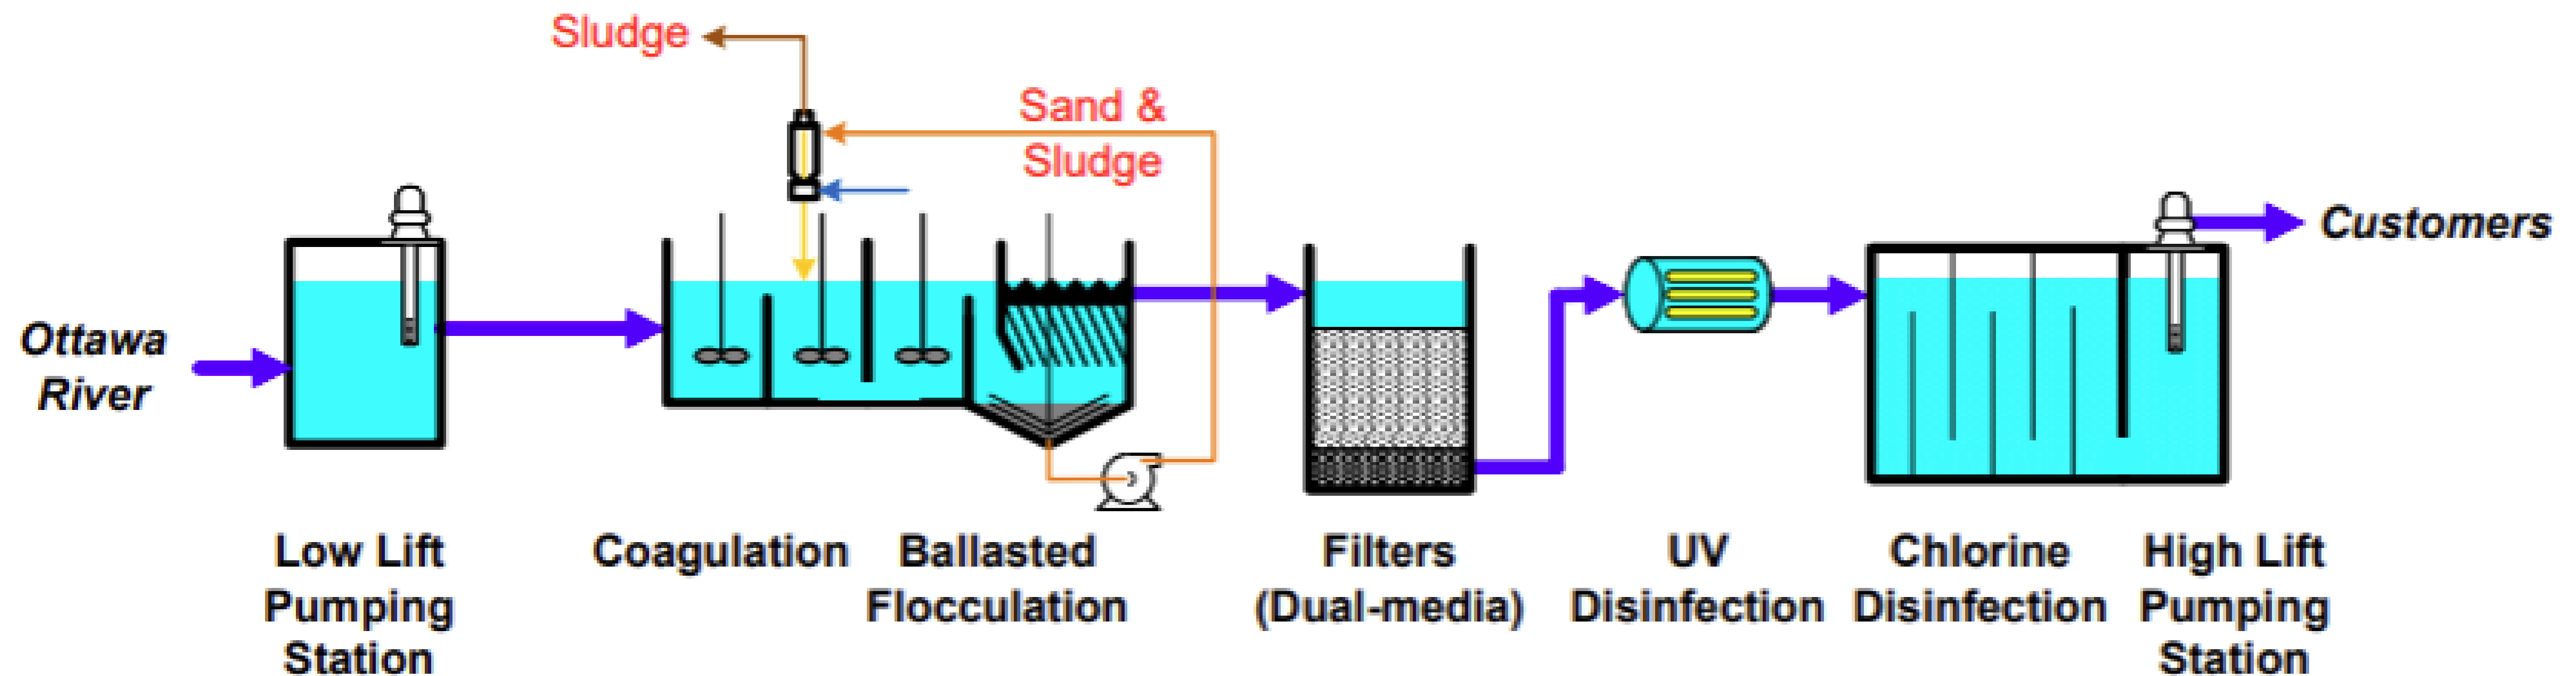 Sludge
Sand &
Sludge
Ottawa
River
Customers
Low Lift
Pumping
Station
Coagulation
Ballasted
Flocculation
Filters
(Dual-media)
UV
Disinfection
Chlorine
Disinfection
High Lift
Pumping
Station